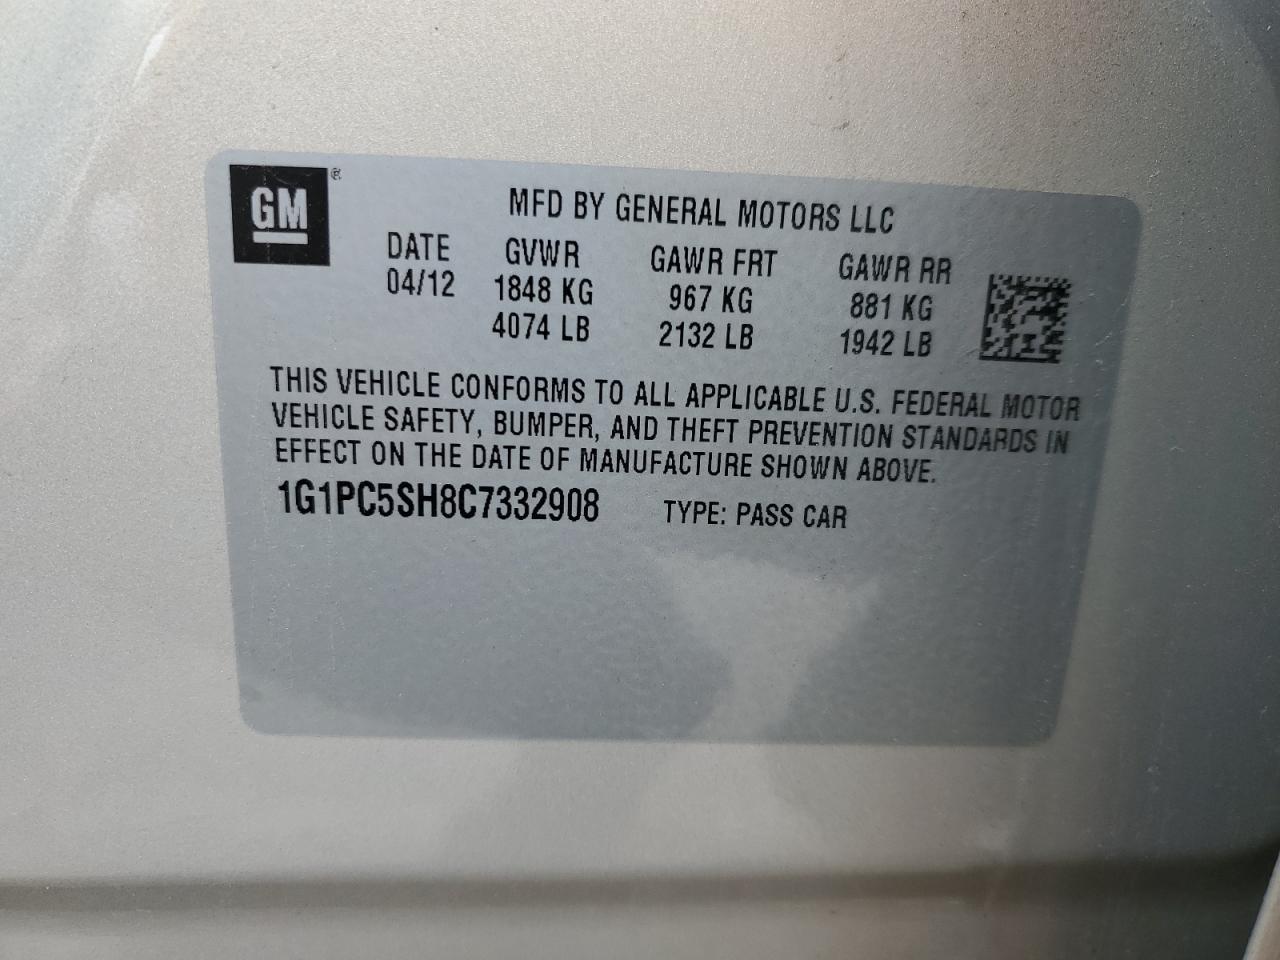 GM ®
MFD BY GENERAL MOTORS LLC
DATE GVWR GAWR FRT GAWR RR
04/12 1848 KG 967 KG 881 KG
4074 LB 2132 LB 1942 LB
THIS VEHICLE CONFORMS TO ALL APPLICABLE U.S. FEDERAL MOTOR
VEHICLE SAFETY, BUMPER, AND THEFT PREVENTION STANDARDS IN
EFFECT ON THE DATE OF MANUFACTURE SHOWN ABOVE.
1G1PC5SH8C7332908 TYPE: PASS CAR